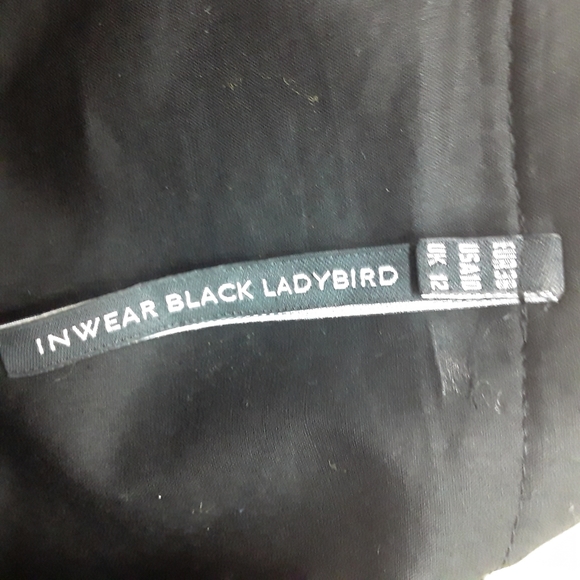 INWEAR BLACK LADYBIRD
EUR 38
USA 10
UK 12